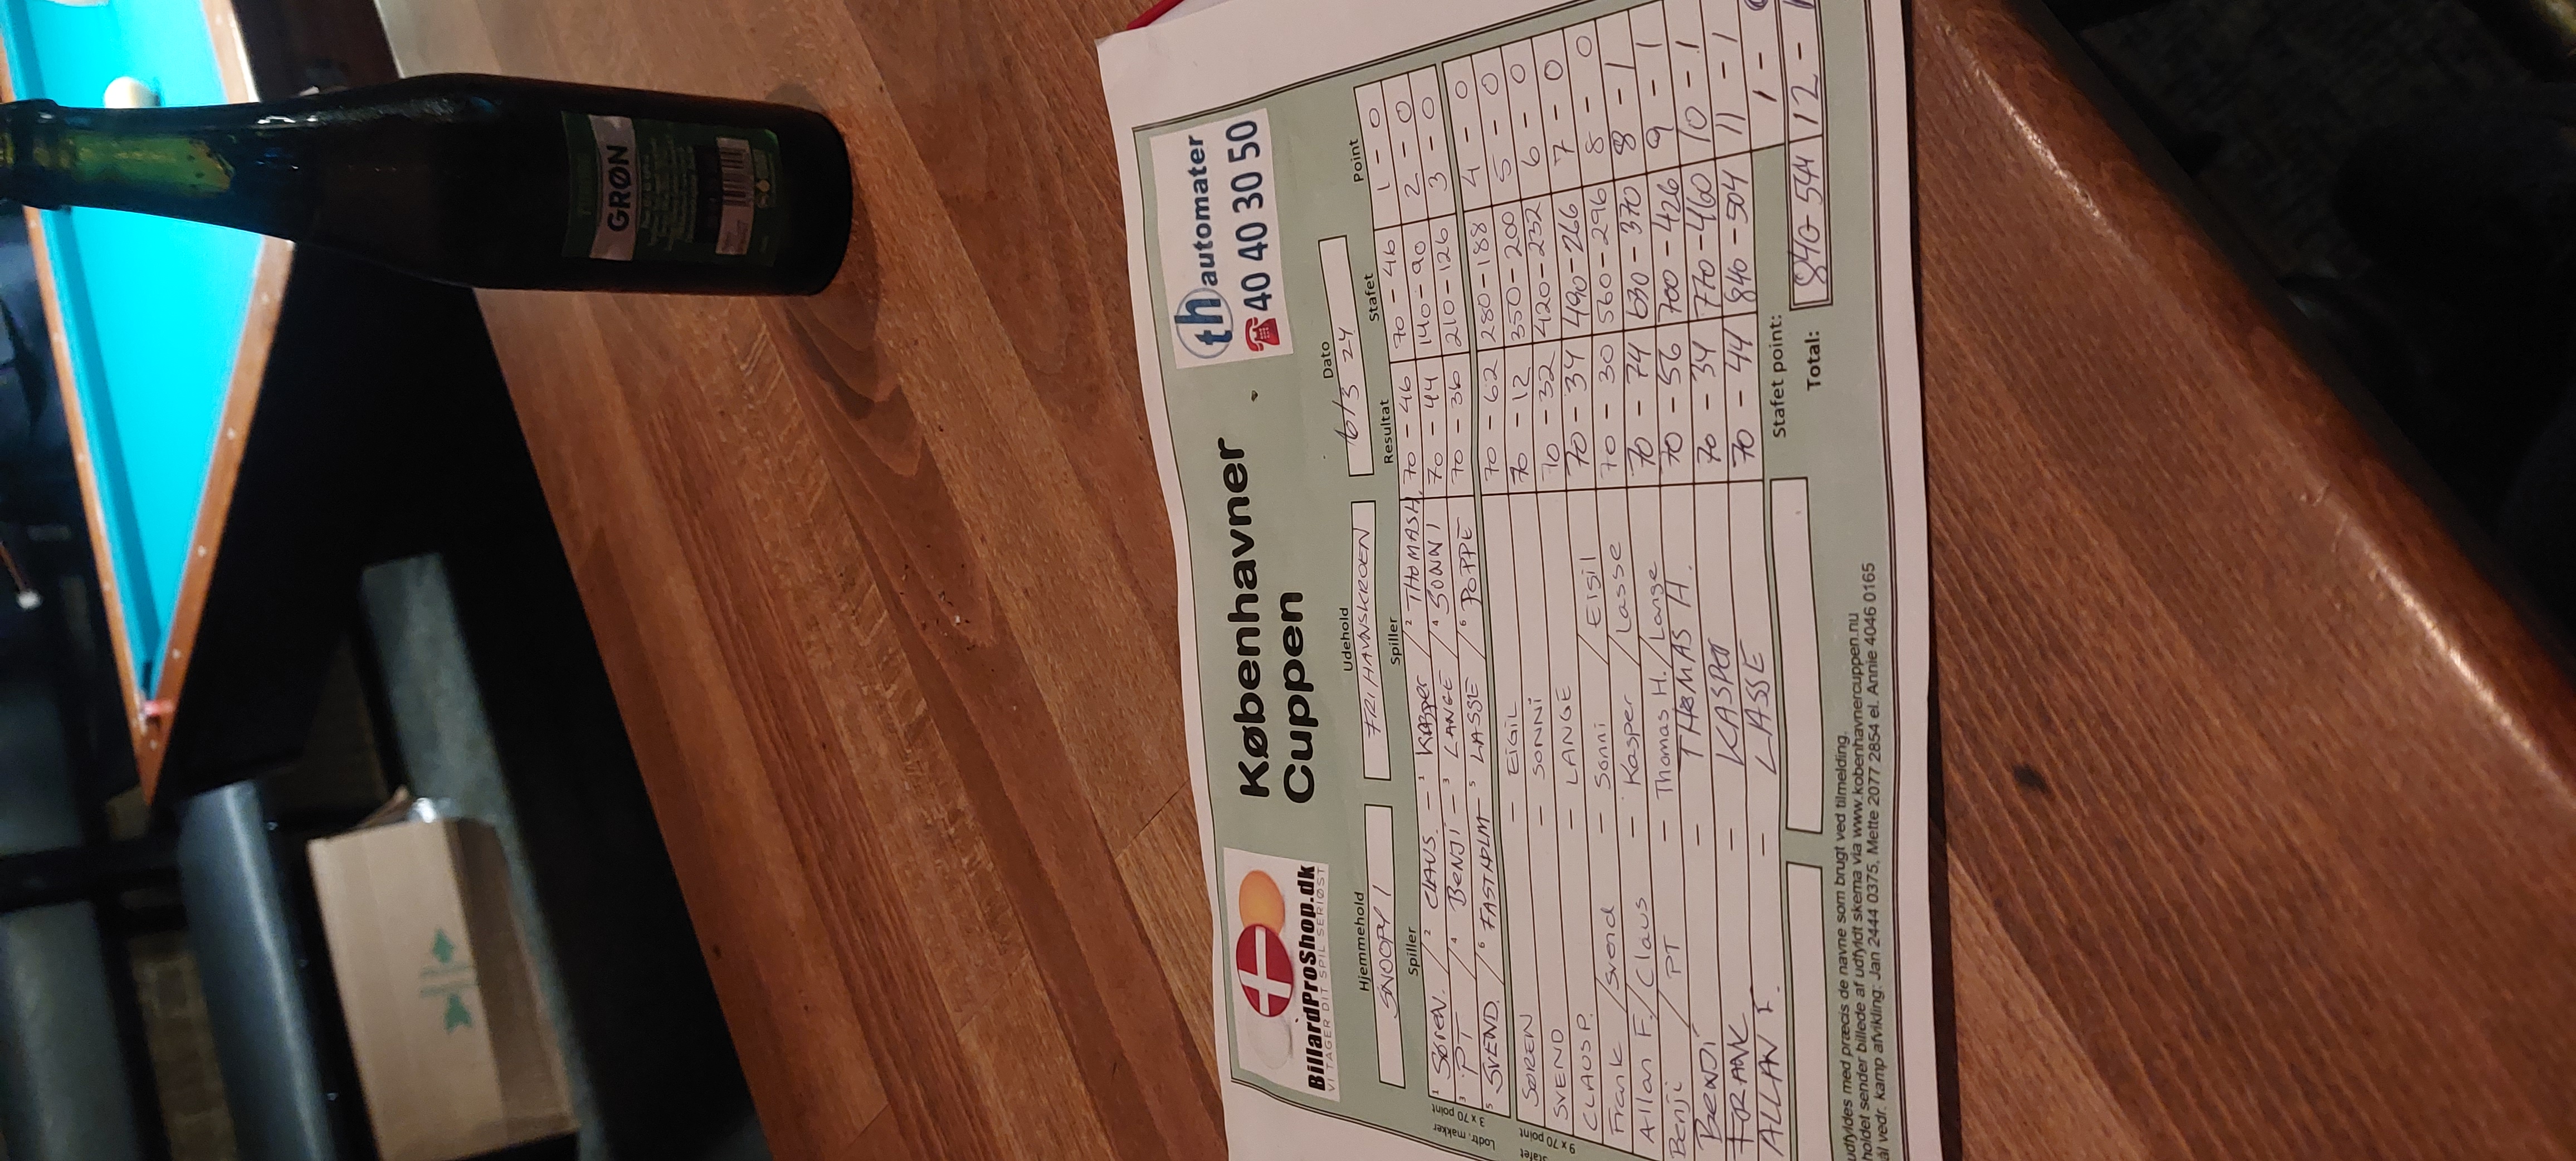 GRØN
BillardProShop.dk
VI TAGER DIT SPIL SERIØST
Københavner
Cuppen
th automater
40 40 30 50
Hjemmehold
SNOOPY 1
Udehold
FRIHAVNSKROEN
Dato
6/3 24
Spiller Spiller Resultat Stafet Point
Lodtr. makker
3 x 70 point
1 SØREN. / 2 CLAUS. - 1 KASPER / 2 THOMAS H. 70 - 46 70 - 46 1 - 0
3 PT / 4 BENJI - 3 LANGE / 4 SONNI 70 - 44 140 - 90 2 - 0
5 SVEND. / 6 FASTAPLM - 5 LASSE / 6 POPPE 70 - 36 210 - 126 3 - 0
Stafet
9 x 70 point
SØREN - EIGIL 70 - 62 280 - 188 4 - 0
SVEND - SONNI 70 - 12 350 - 200 5 - 0
CLAUS P. - LANGE 70 - 32 420 - 232 6 - 0
Frank / Svend - Sonni / Eigil 70 - 34 490 - 266 7 - 0
Allan F. / Claus - Kasper / Lasse 70 - 30 560 - 296 8 - 0
Benji / PT - Thomas H. / Lange 70 - 74 630 - 370 8 - 1
BENDI - THOMAS H. 70 - 56 700 - 426 9 - 1
FRANK - KASPER 70 - 34 770 - 460 10 - 1
ALLAN F. - LASSE 70 - 44 840 - 504 11 - 1
Stafet point: 1 -
Total: 840 - 504 12 - 1
udfyldes med præcis de navne som brugt ved tilmelding.
holdet sender billede af udfyldt skema via www.kobenhavnercuppen.nu
ål vedr. kamp afvikling: Jan 2444 0375, Mette 2077 2854 el. Annie 4046 0165